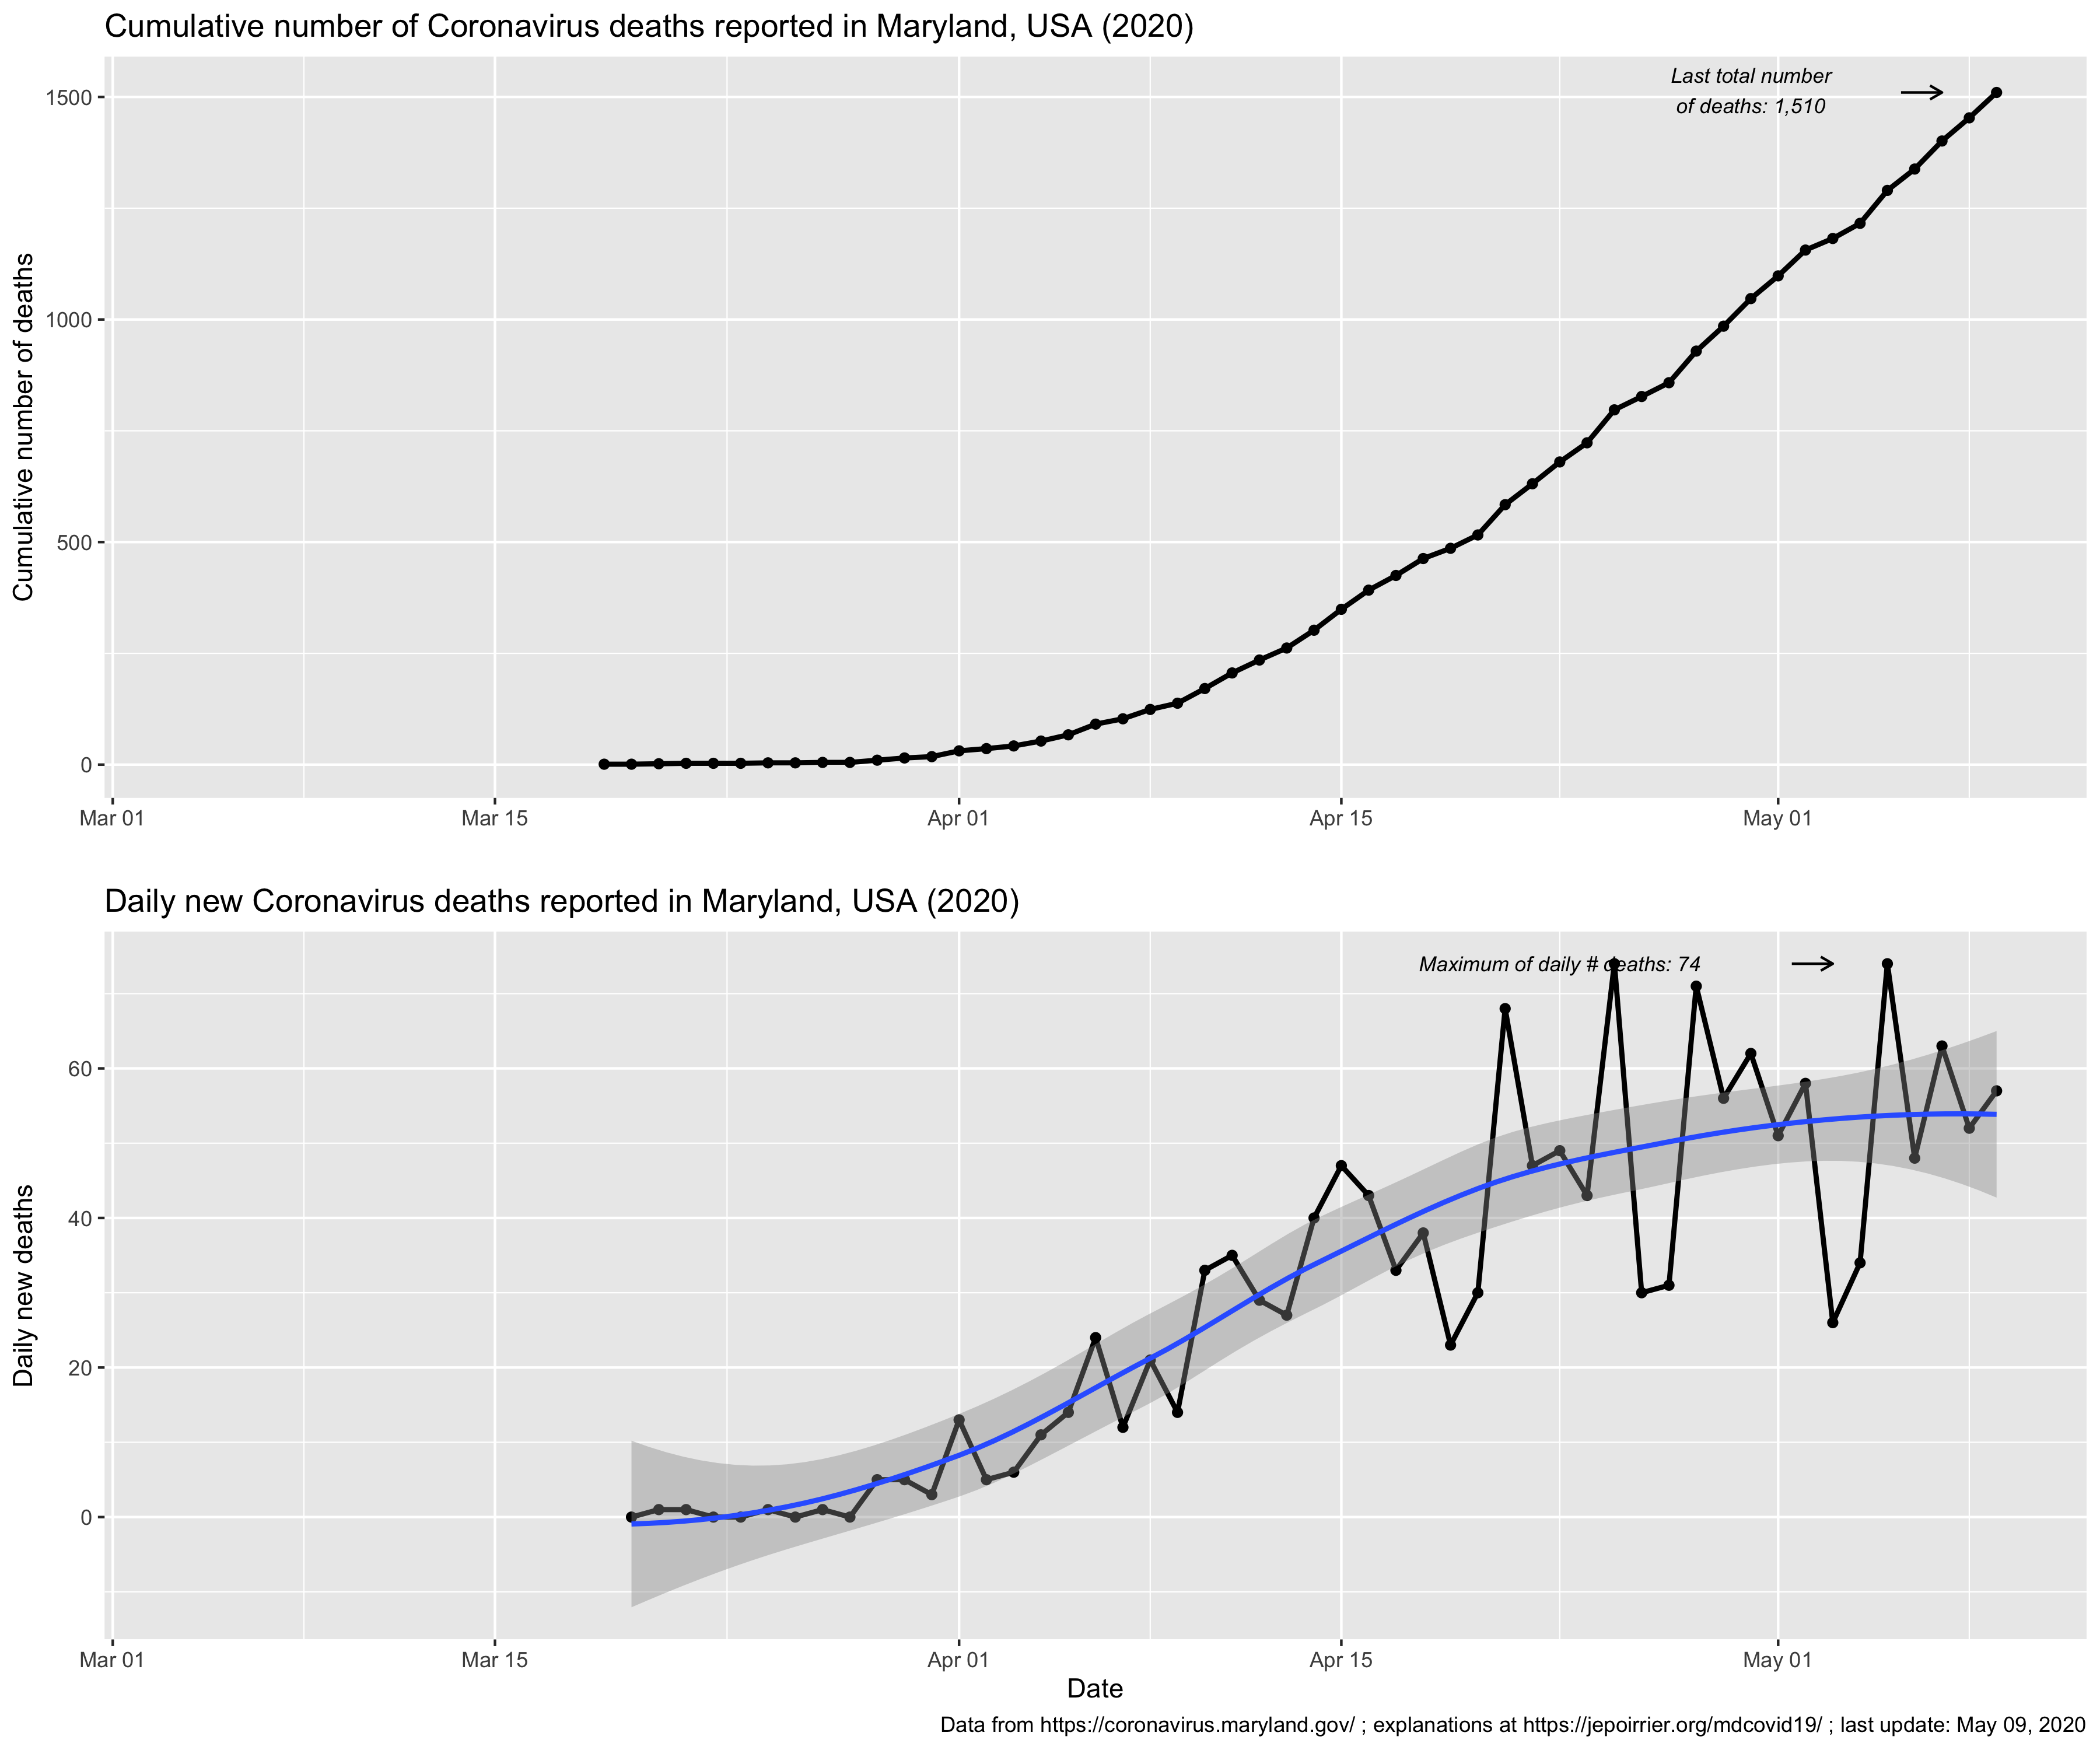 Cumulative number of Coronavirus deaths reported in Maryland, USA (2020)
Cumulative number of deaths
1500
1000
500
0
Last total number
of deaths: 1,510
Mar 01
Mar 15
Apr 01
Apr 15
May 01
Daily new Coronavirus deaths reported in Maryland, USA (2020)
Daily new deaths
60
40
20
0
Maximum of daily # deaths: 74
Mar 01
Mar 15
Apr 01
Apr 15
May 01
Date
Data from https://coronavirus.maryland.gov/ ; explanations at https://jepoirrier.org/mdcovid19/ ; last update: May 09, 2020